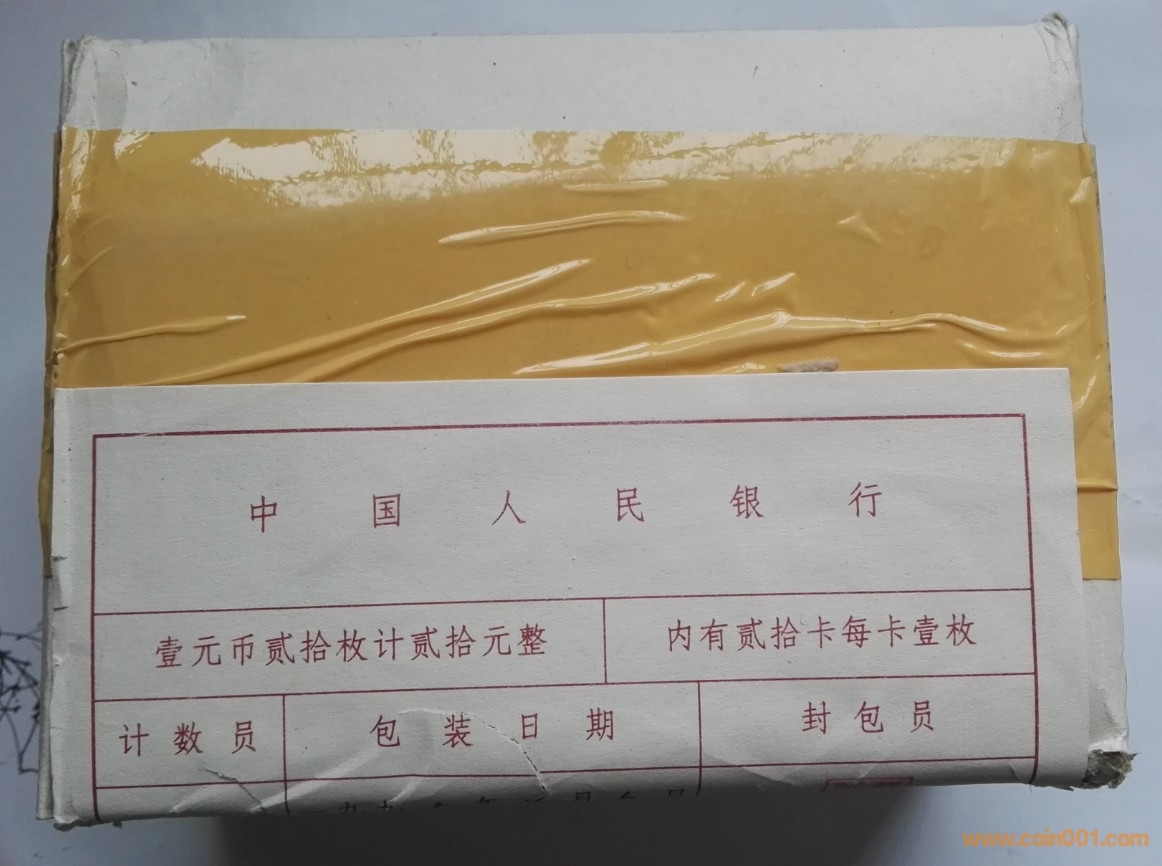 中国人民银行
壹元币贰拾枚计贰拾元整 内有贰拾卡每卡壹枚
计数员 包装日期 封包员
www.coin001.com